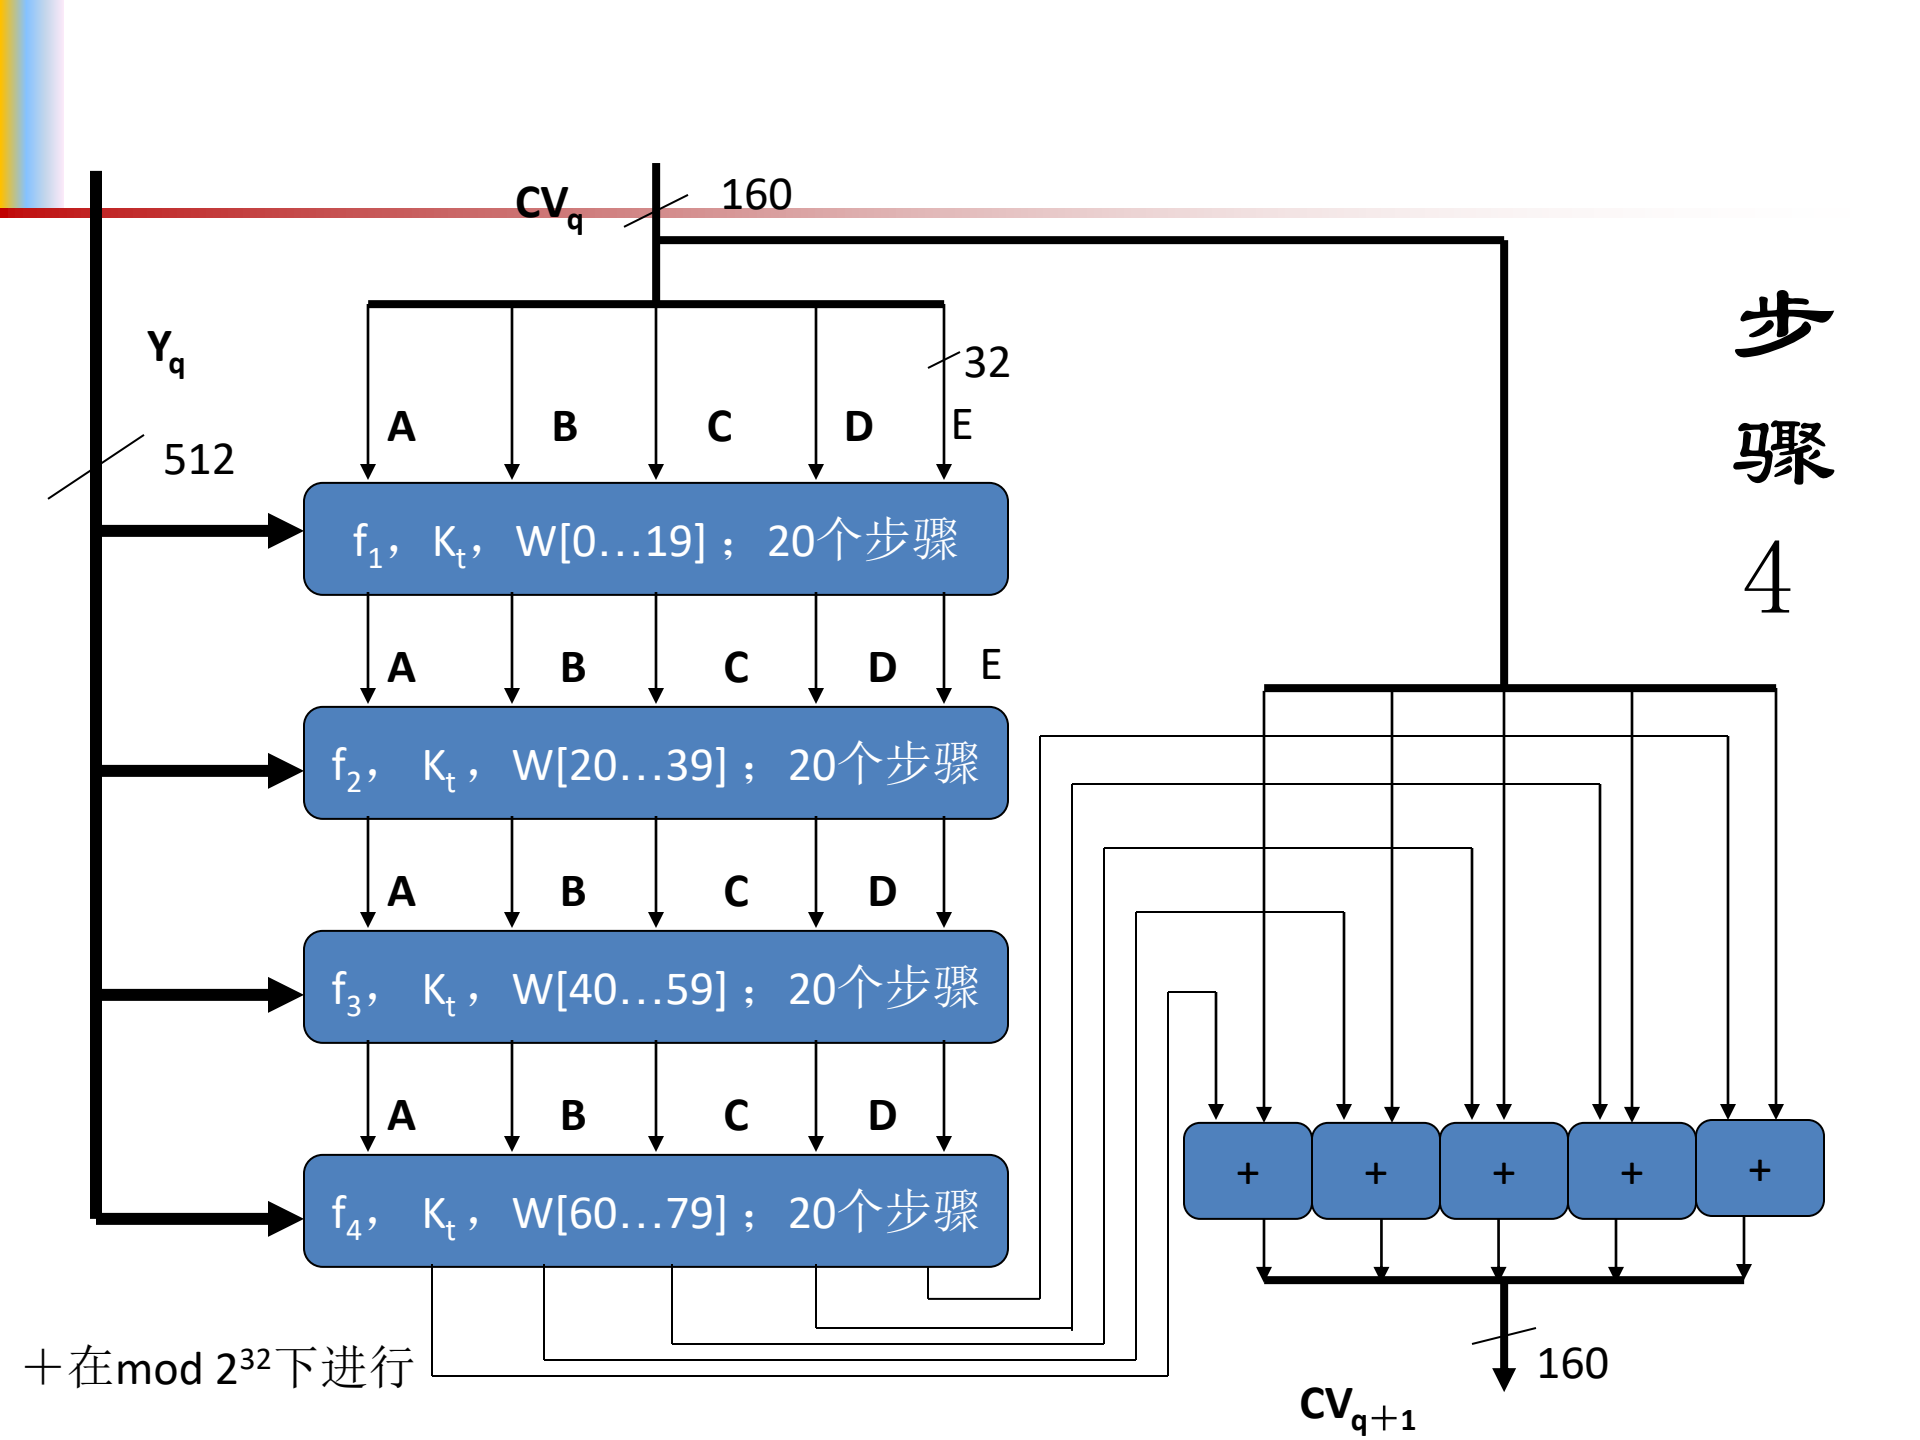 CVq 160
Yq
32
A B C D E
512
f1， Kt， W[0…19] ； 20个步骤
A B C D E
f2， Kt ， W[20…39] ； 20个步骤
A B C D
f3， Kt ， W[40…59] ； 20个步骤
A B C D
f4， Kt ， W[60…79] ； 20个步骤
步
骤
4
+ + + + +
＋在mod 2³²下进行
160
CVq＋1